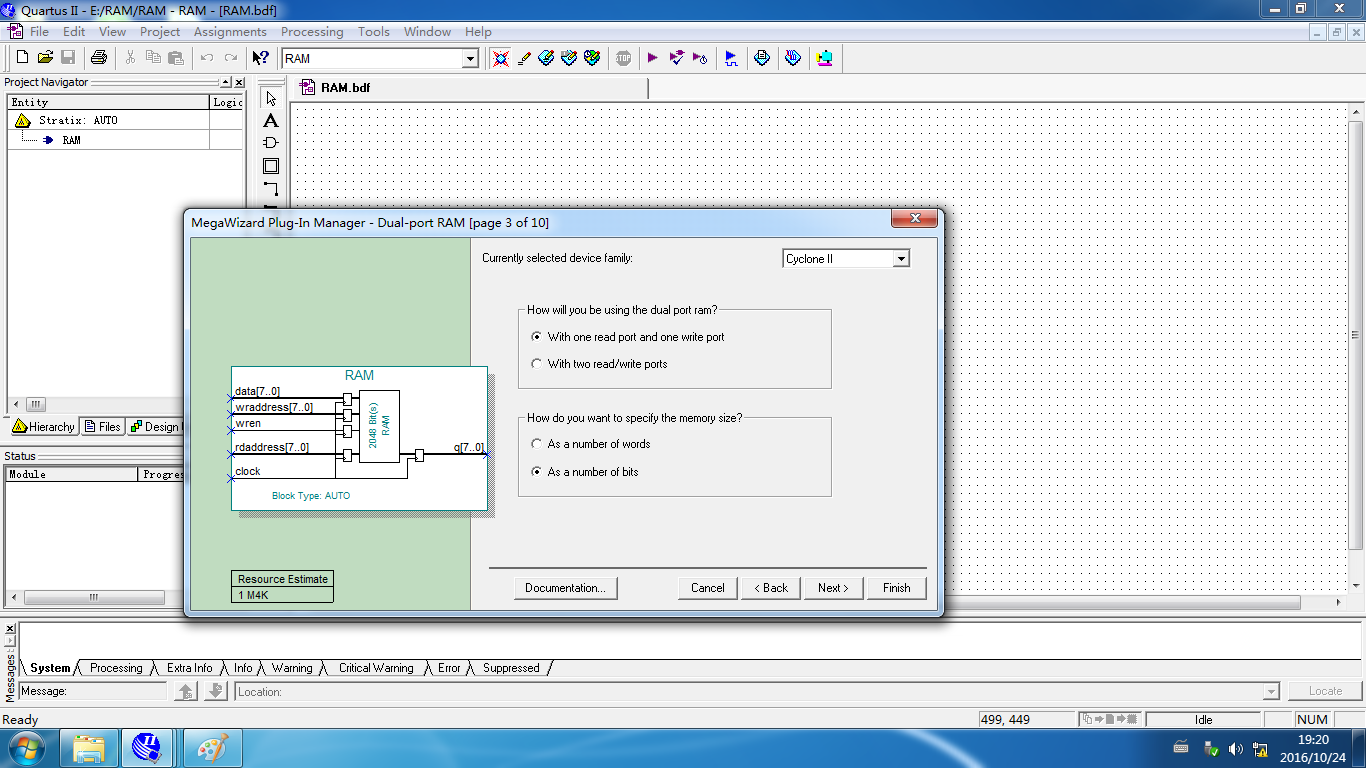 Quartus II - E:/RAM/RAM - RAM - [RAM.bdf]
File Edit View Project Assignments Processing Tools Window Help
RAM
STOP
Project Navigator
RAM.bdf
Entity Logic
Stratix: AUTO
RAM
A
MegaWizard Plug-In Manager - Dual-port RAM [page 3 of 10]
Currently selected device family:
Cyclone II
How will you be using the dual port ram?
With one read port and one write port
With two read/write ports
How do you want to specify the memory size?
As a number of words
As a number of bits
RAM
data[7..0]
wraddress[7..0]
wren
rdaddress[7..0]
clock
2048 Bit(s)
RAM
q[7..0]
Block Type: AUTO
Resource Estimate
1 M4K
Documentation... Cancel < Back Next > Finish
Hierarchy Files Design U
Status
Module Progres
Messages
System Processing Extra Info Info Warning Critical Warning Error Suppressed
Message: Location: Locate
Ready 499, 449 Idle NUM
19:20
2016/10/24